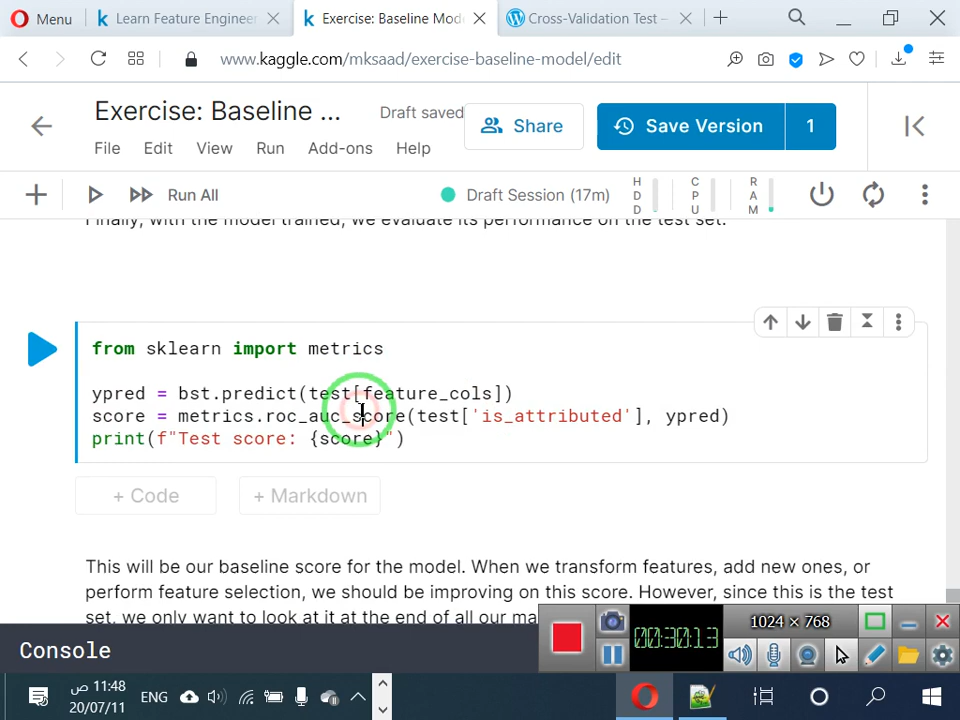 Menu
Learn Feature Engineer
Exercise: Baseline Mod
Cross-Validation Test –
www.kaggle.com/mksaad/exercise-baseline-model/edit
Exercise: Baseline ...
Draft saved
Share
Save Version
1
File Edit View Run Add-ons Help
Run All
Draft Session (17m)
HDD
CPU
RAM
Finally, with the model trained, we evaluate its performance on the test set.
from sklearn import metrics
ypred = bst.predict(test[feature_cols])
score = metrics.roc_auc_score(test['is_attributed'], ypred)
print(f"Test score: {score}")
+ Code
+ Markdown
This will be our baseline score for the model. When we transform features, add new ones, or
perform feature selection, we should be improving on this score. However, since this is the test
set, we only want to look at it at the end of all our ma
1024 × 768
00:30:13
Console
11:48 ص
20/07/11
ENG